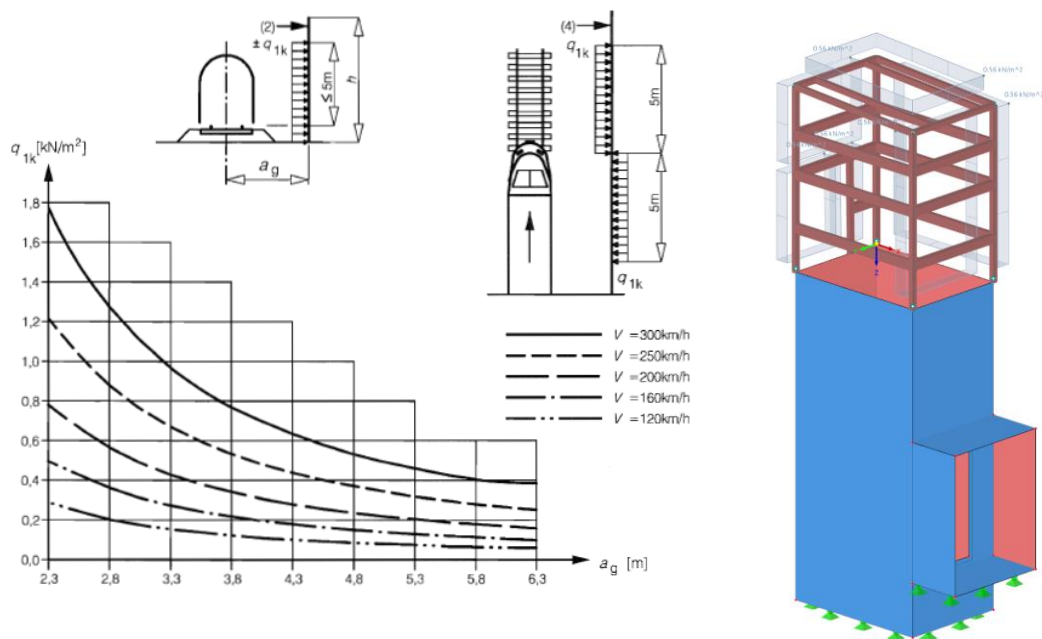 (2)
± q1k
≤ 5m
h
ag
(4)
q1k
5m
5m
q1k
q1k [kN/m²]
1,8
1,6
1,4
1,2
1,0
0,8
0,6
0,4
0,2
0,0
2,3 2,8 3,3 3,8 4,3 4,8 5,3 5,8 6,3
ag [m]
V = 300km/h
V = 250km/h
V = 200km/h
V = 160km/h
V = 120km/h
0.56 kN/m^2
0.56 kN/m^2
0.56 kN/m^2
Z